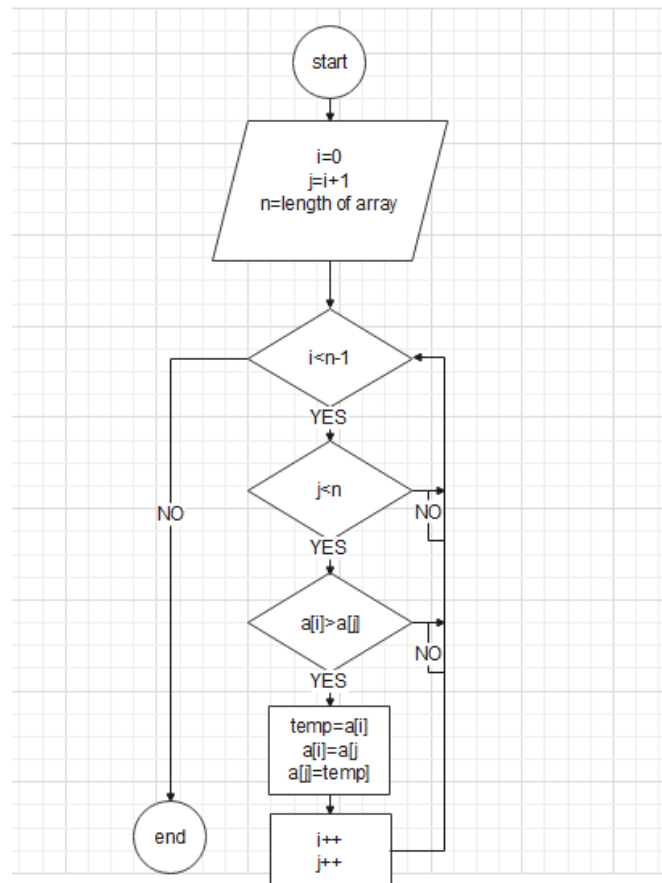 start
i=0
j=i+1
n=length of array
i<n-1
YES
j<n
NO
NO
YES
a[i]>a[j]
NO
YES
temp=a[i]
a[i]=a[j
a[j]=temp]
end
i++
j++